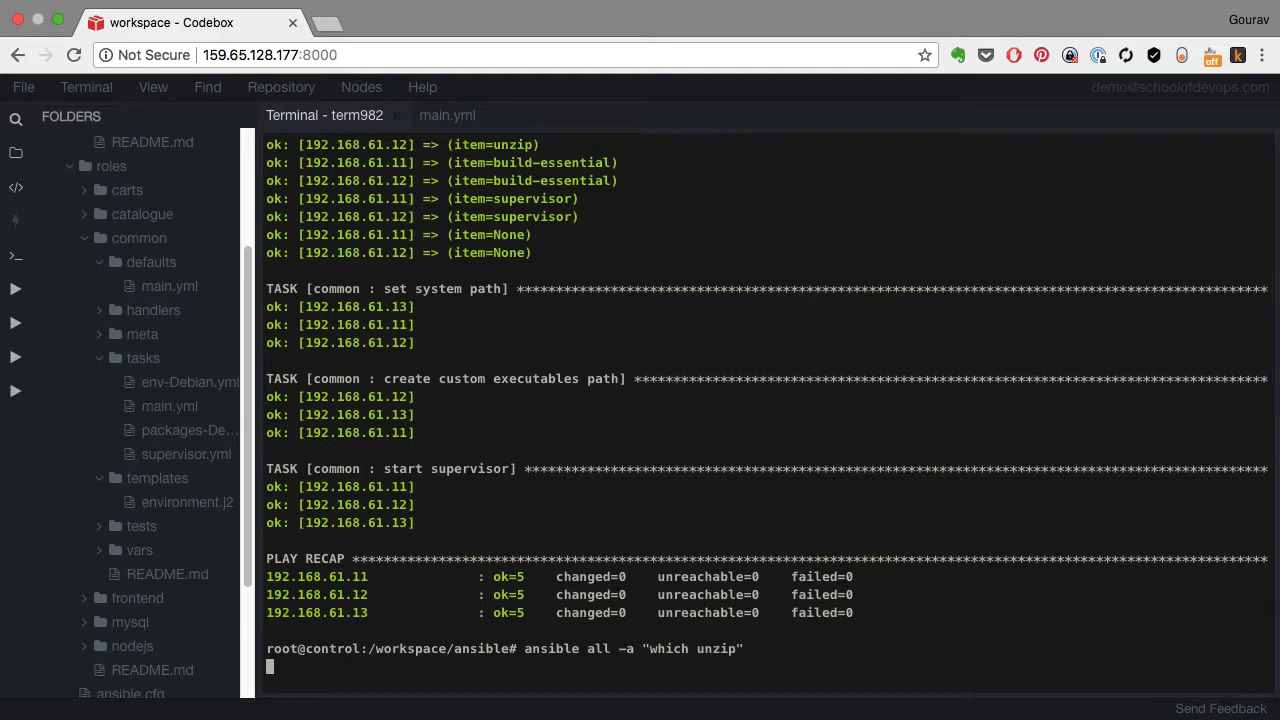 workspace - Codebox
Gourav
Not Secure 159.65.128.177:8000
off
k
File Terminal View Find Repository Nodes Help
demo@schoolofdevops.com
FOLDERS
Terminal - term982
main.yml
README.md
roles
carts
catalogue
common
defaults
main.yml
handlers
meta
tasks
env-Debian.yml
main.yml
packages-De...
supervisor.yml
templates
environment.j2
tests
vars
README.md
frontend
mysql
nodejs
README.md
ansible.cfg
ok: [192.168.61.12] => (item=unzip)
ok: [192.168.61.11] => (item=build-essential)
ok: [192.168.61.12] => (item=build-essential)
ok: [192.168.61.11] => (item=supervisor)
ok: [192.168.61.12] => (item=supervisor)
ok: [192.168.61.11] => (item=None)
ok: [192.168.61.12] => (item=None)
TASK [common : set system path] ************************************************************************************************
ok: [192.168.61.13]
ok: [192.168.61.11]
ok: [192.168.61.12]
TASK [common : create custom executables path] *********************************************************************************
ok: [192.168.61.12]
ok: [192.168.61.13]
ok: [192.168.61.11]
TASK [common : start supervisor] ***********************************************************************************************
ok: [192.168.61.11]
ok: [192.168.61.12]
ok: [192.168.61.13]
PLAY RECAP *********************************************************************************************************************
192.168.61.11 : ok=5 changed=0 unreachable=0 failed=0
192.168.61.12 : ok=5 changed=0 unreachable=0 failed=0
192.168.61.13 : ok=5 changed=0 unreachable=0 failed=0
root@control:/workspace/ansible# ansible all -a "which unzip"
Send Feedback